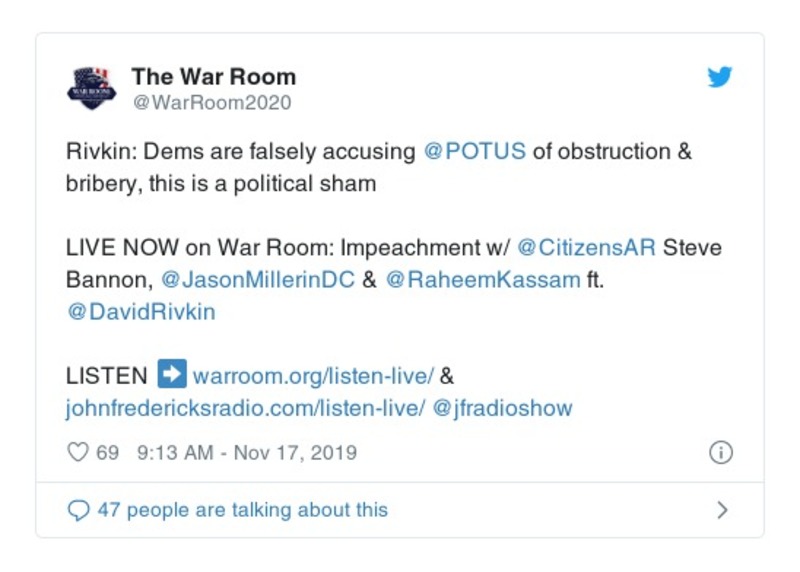 The War Room
@WarRoom2020
Rivkin: Dems are falsely accusing @POTUS of obstruction &
bribery, this is a political sham
LIVE NOW on War Room: Impeachment w/ @CitizensAR Steve
Bannon, @JasonMillerinDC & @RaheemKassam ft.
@DavidRivkin
LISTEN ➡ warroom.org/listen-live/ &
johnfredericksradio.com/listen-live/ @jfradioshow
69 9:13 AM - Nov 17, 2019
47 people are talking about this